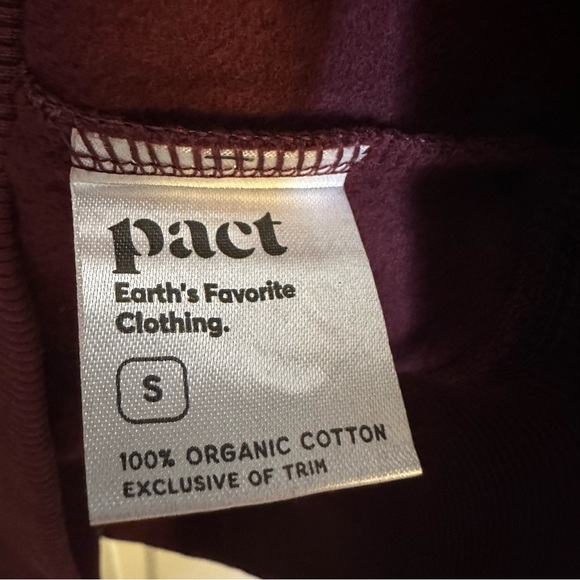 pact
Earth's Favorite
Clothing.
S
100% ORGANIC COTTON
EXCLUSIVE OF TRIM